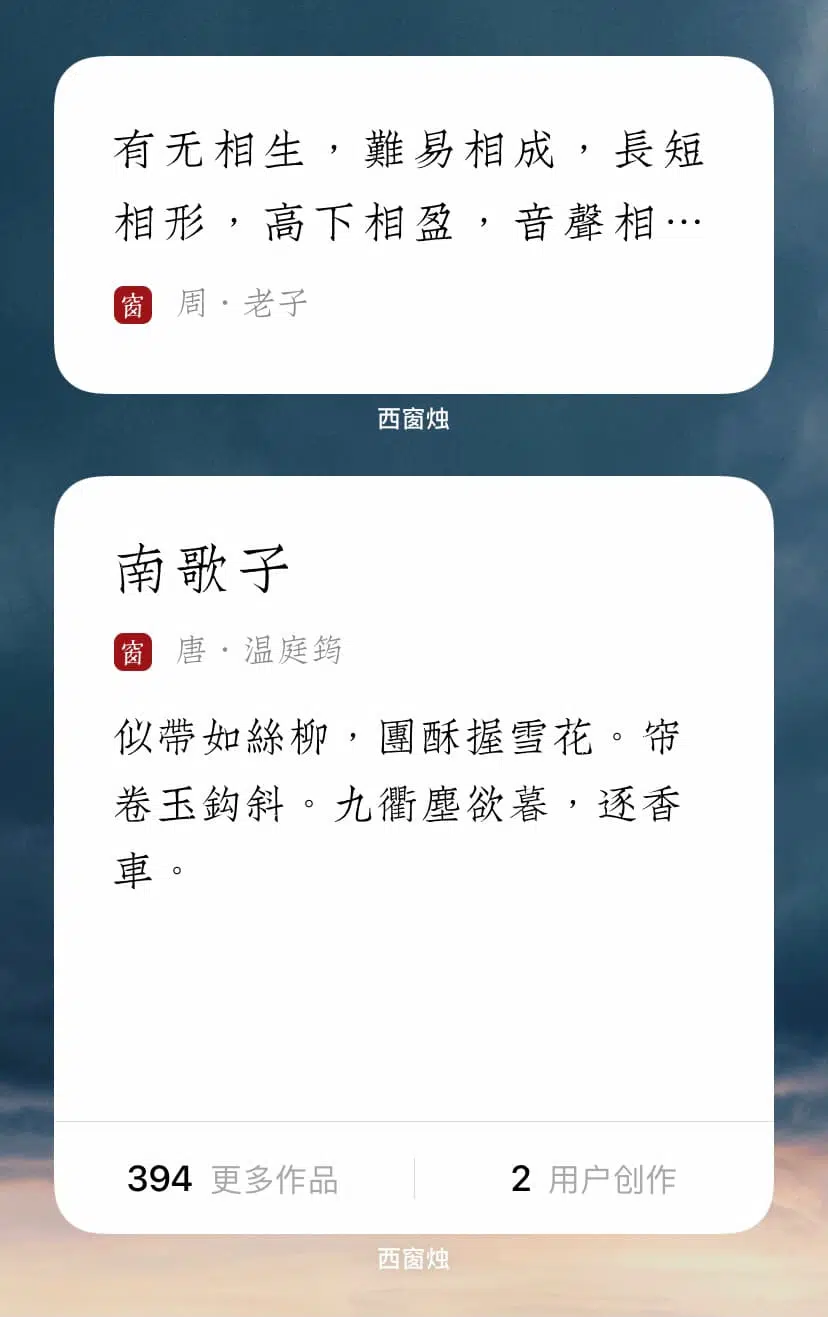 有无相生，難易相成，長短
相形，高下相盈，音聲相…
窗 周·老子
西窗烛
南歌子
窗 唐·温庭筠
似帶如絲柳，團酥握雪花。帘
卷玉鈎斜。九衢塵欲暮，逐香
車。
394 更多作品 2 用户创作
西窗烛